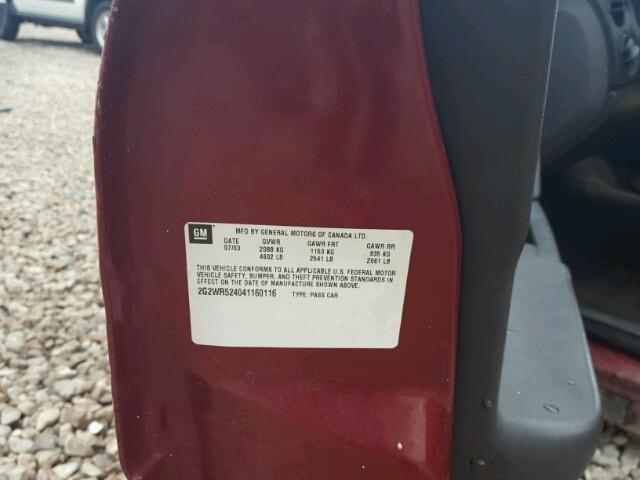 GM
MFD BY GENERAL MOTORS OF CANADA LTD.
DATE GVWR GAWR FRT GAWR RR
07/03 2088 KG 1153 KG 935 KG
4602 LB 2541 LB 2061 LB
THIS VEHICLE CONFORMS TO ALL APPLICABLE U.S. FEDERAL MOTOR
VEHICLE SAFETY, BUMPER, AND THEFT PREVENTION STANDARDS IN
EFFECT ON THE DATE OF MANUFACTURE SHOWN ABOVE.
2G2WR524041160116 TYPE: PASS CAR